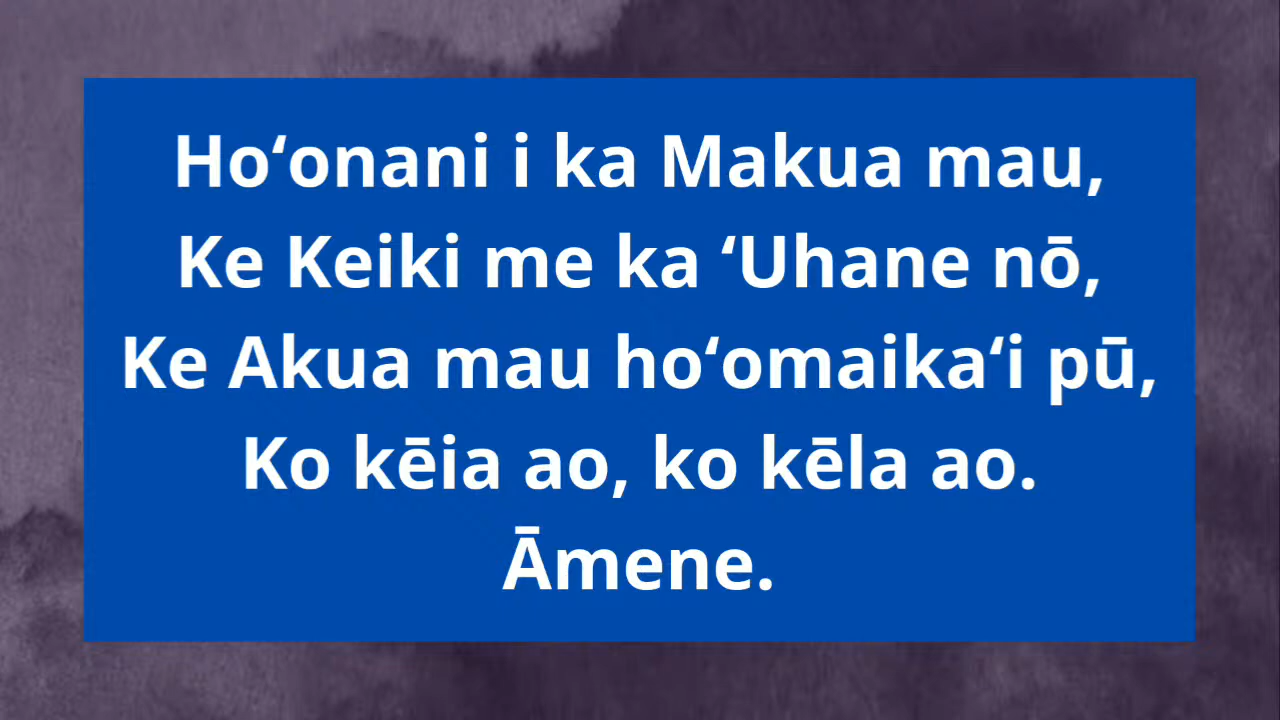 Hoʻonani i ka Makua mau,
Ke Keiki me ka ʻUhane nō,
Ke Akua mau hoʻomaikaʻi pū,
Ko kēia ao, ko kēla ao.
Āmene.